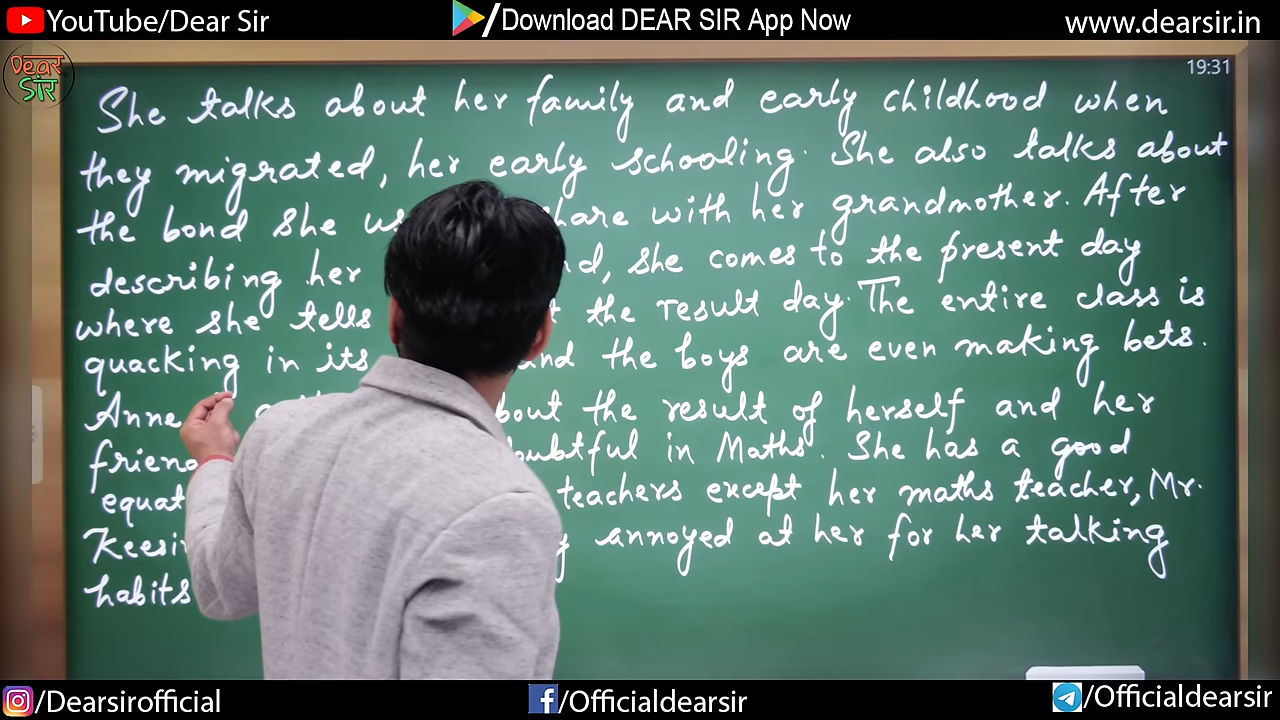 YouTube/Dear Sir
/Download DEAR SIR App Now
www.dearsir.in
Dear
Sir
19:31
She talks about her family and early childhood when
they migrated, her early schooling. She also talks about
the bond she share with her grandmother. After
describing her she comes to the present day
where she tells the result day. The entire class is
quacking in its and the boys are even making bets.
Anne about the result of herself and her
doubtful in Maths. She has a good
teachers except her maths teacher, Mr.
annoyed at her for her talking
habits
/Dearsirofficial
/Officialdearsir
/Officialdearsir